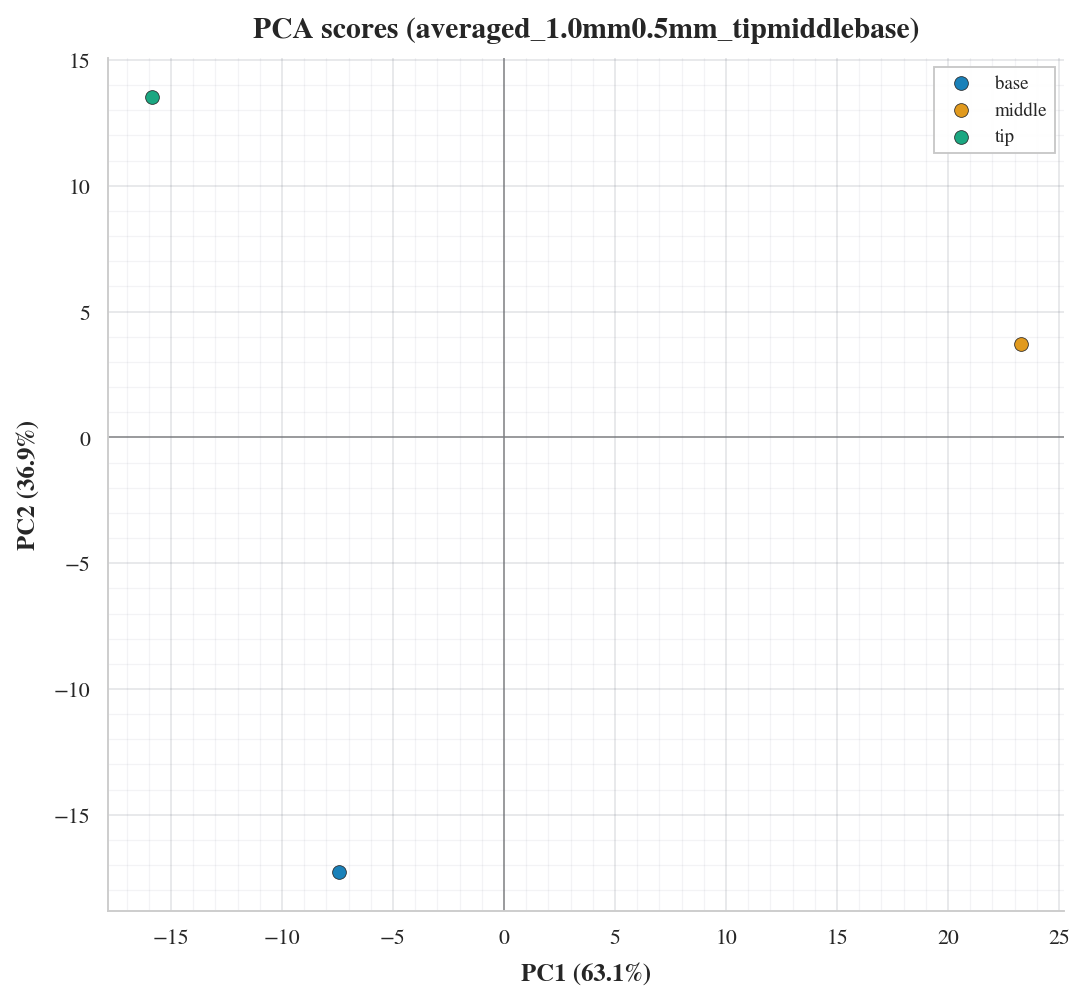 PCA scores (averaged_1.0mm0.5mm_tipmiddlebase)
base
middle
tip
15
10
5
0
−5
−10
−15
PC2 (36.9%)
−15
−10
−5
0
5
10
15
20
25
PC1 (63.1%)